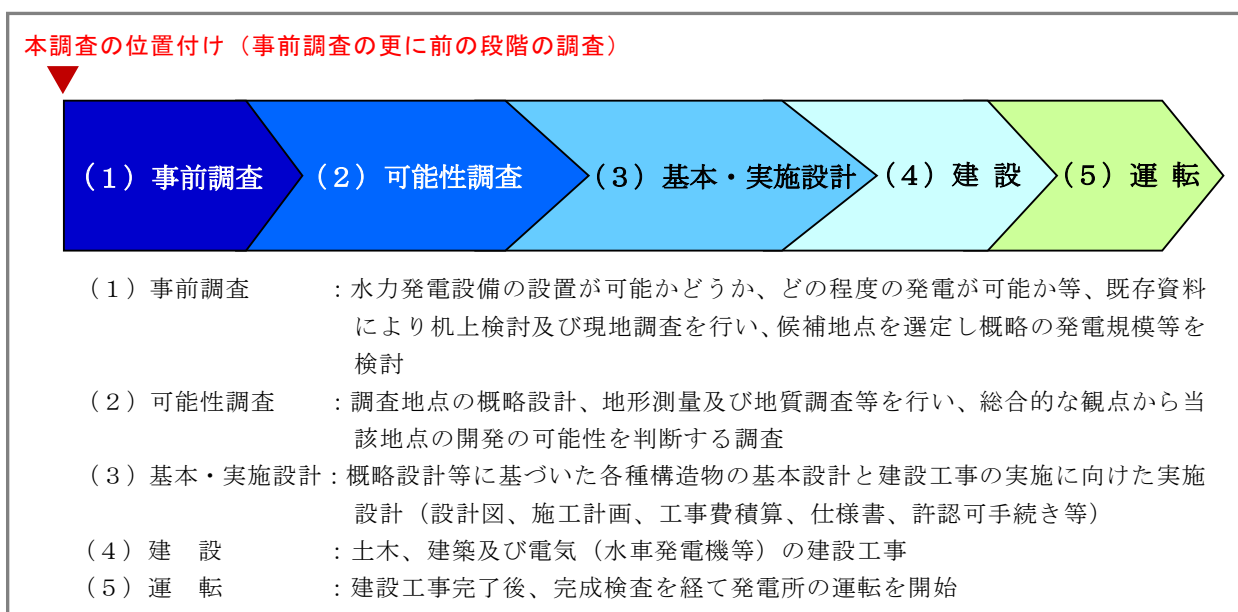 本調査の位置付け（事前調査の更に前の段階の調査）
（１）事前調査
（２）可能性調査
（３）基本・実施設計
（４）建 設
（５）運 転
（１）事前調査　　　：水力発電設備の設置が可能かどうか、どの程度の発電が可能か等、既存資料
により机上検討及び現地調査を行い、候補地点を選定し概略の発電規模等を
検討
（２）可能性調査　　：調査地点の概略設計、地形測量及び地質調査等を行い、総合的な観点から当
該地点の開発の可能性を判断する調査
（３）基本・実施設計：概略設計等に基づいた各種構造物の基本設計と建設工事の実施に向けた実施
設計（設計図、施工計画、工事費積算、仕様書、許認可手続き等）
（４）建　設　　　　：土木、建築及び電気（水車発電機等）の建設工事
（５）運　転　　　　：建設工事完了後、完成検査を経て発電所の運転を開始